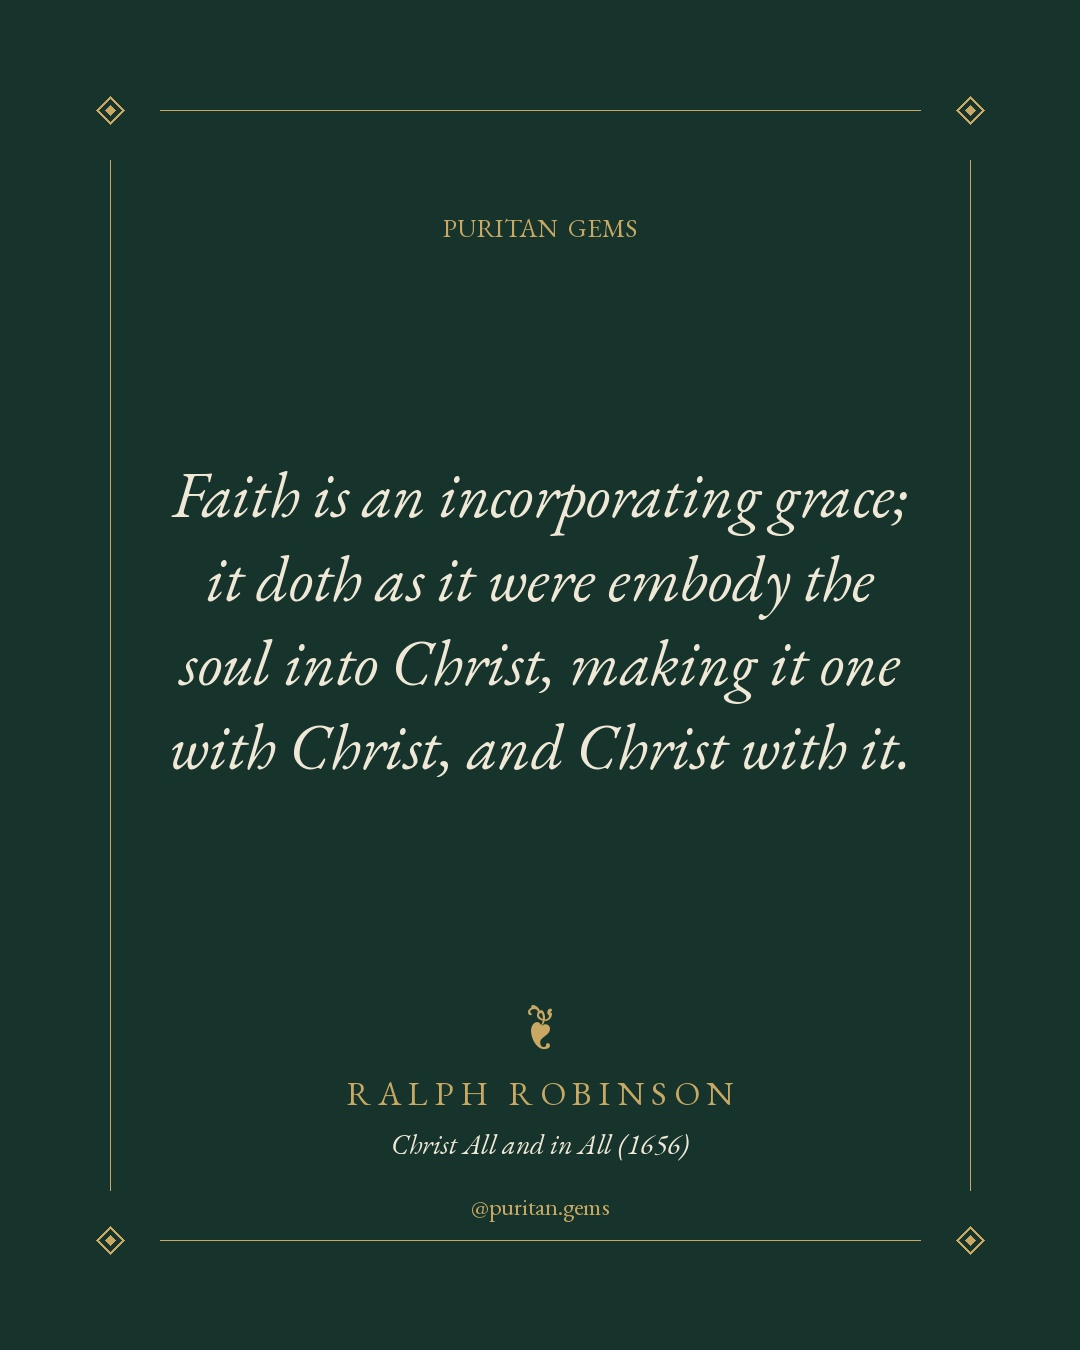 PURITAN GEMS
Faith is an incorporating grace;
it doth as it were embody the
soul into Christ, making it one
with Christ, and Christ with it.
RALPH ROBINSON
Christ All and in All (1656)
@puritan.gems